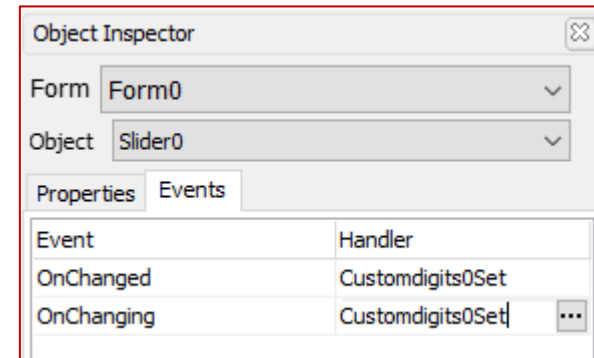 Object Inspector
Form Form0
Object Slider0
Properties Events
Event Handler
OnChanged Customdigits0Set
OnChanging Customdigits0Set ...